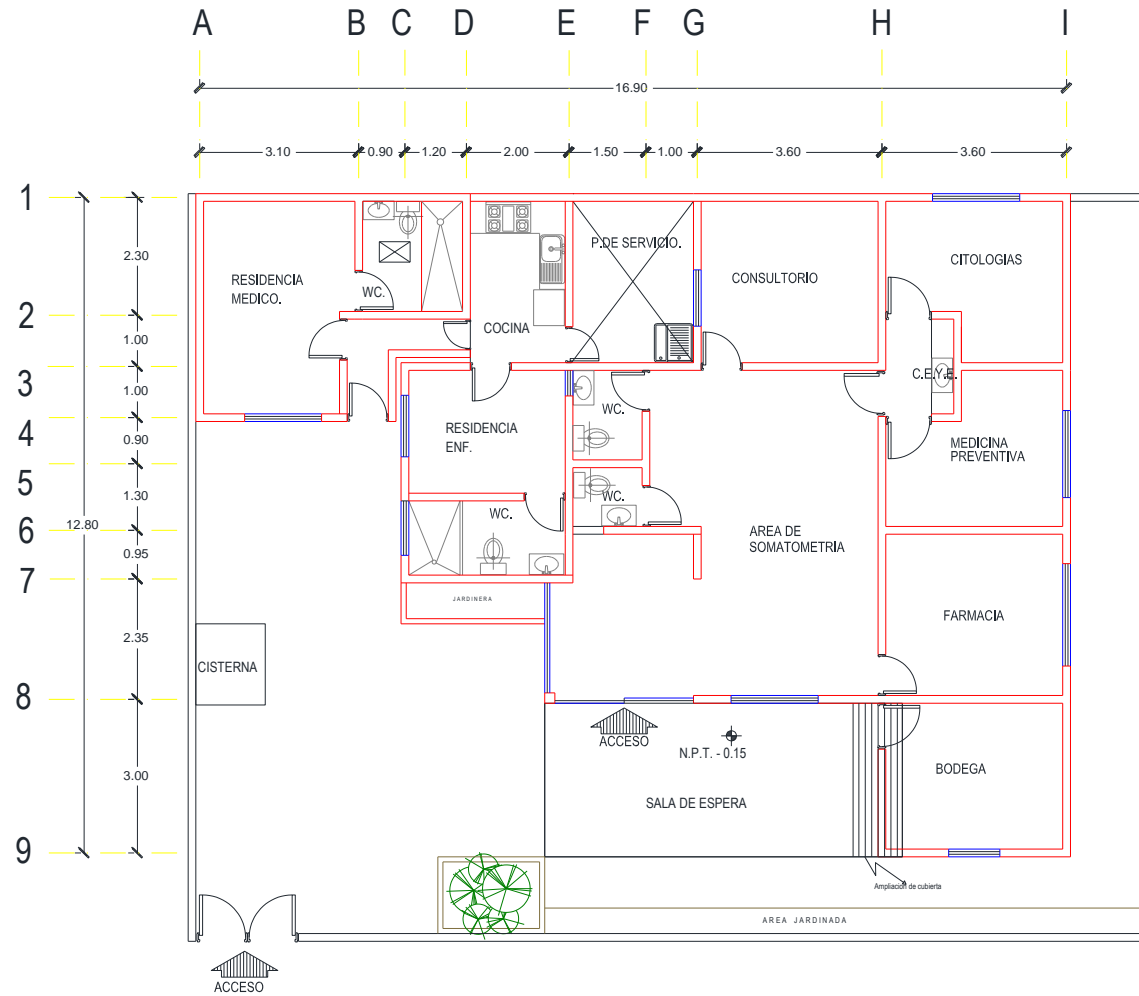 A B C D E F G H I
16.90
3.10 0.90 1.20 2.00 1.50 1.00 3.60 3.60
1
2
3
4
5
6
7
8
9
12.80
2.30
1.00
1.00
0.90
1.30
0.95
2.35
3.00
RESIDENCIA
MEDICO.
WC.
COCINA
P.DE SERVICIO.
CONSULTORIO
CITOLOGIAS
C.E.Y.E.
RESIDENCIA
ENF.
WC.
WC.
WC.
MEDICINA
PREVENTIVA
AREA DE
SOMATOMETRIA
JARDINERA
FARMACIA
CISTERNA
ACCESO
N.P.T. - 0.15
SALA DE ESPERA
BODEGA
Ampliación de cubierta
AREA JARDINADA
ACCESO